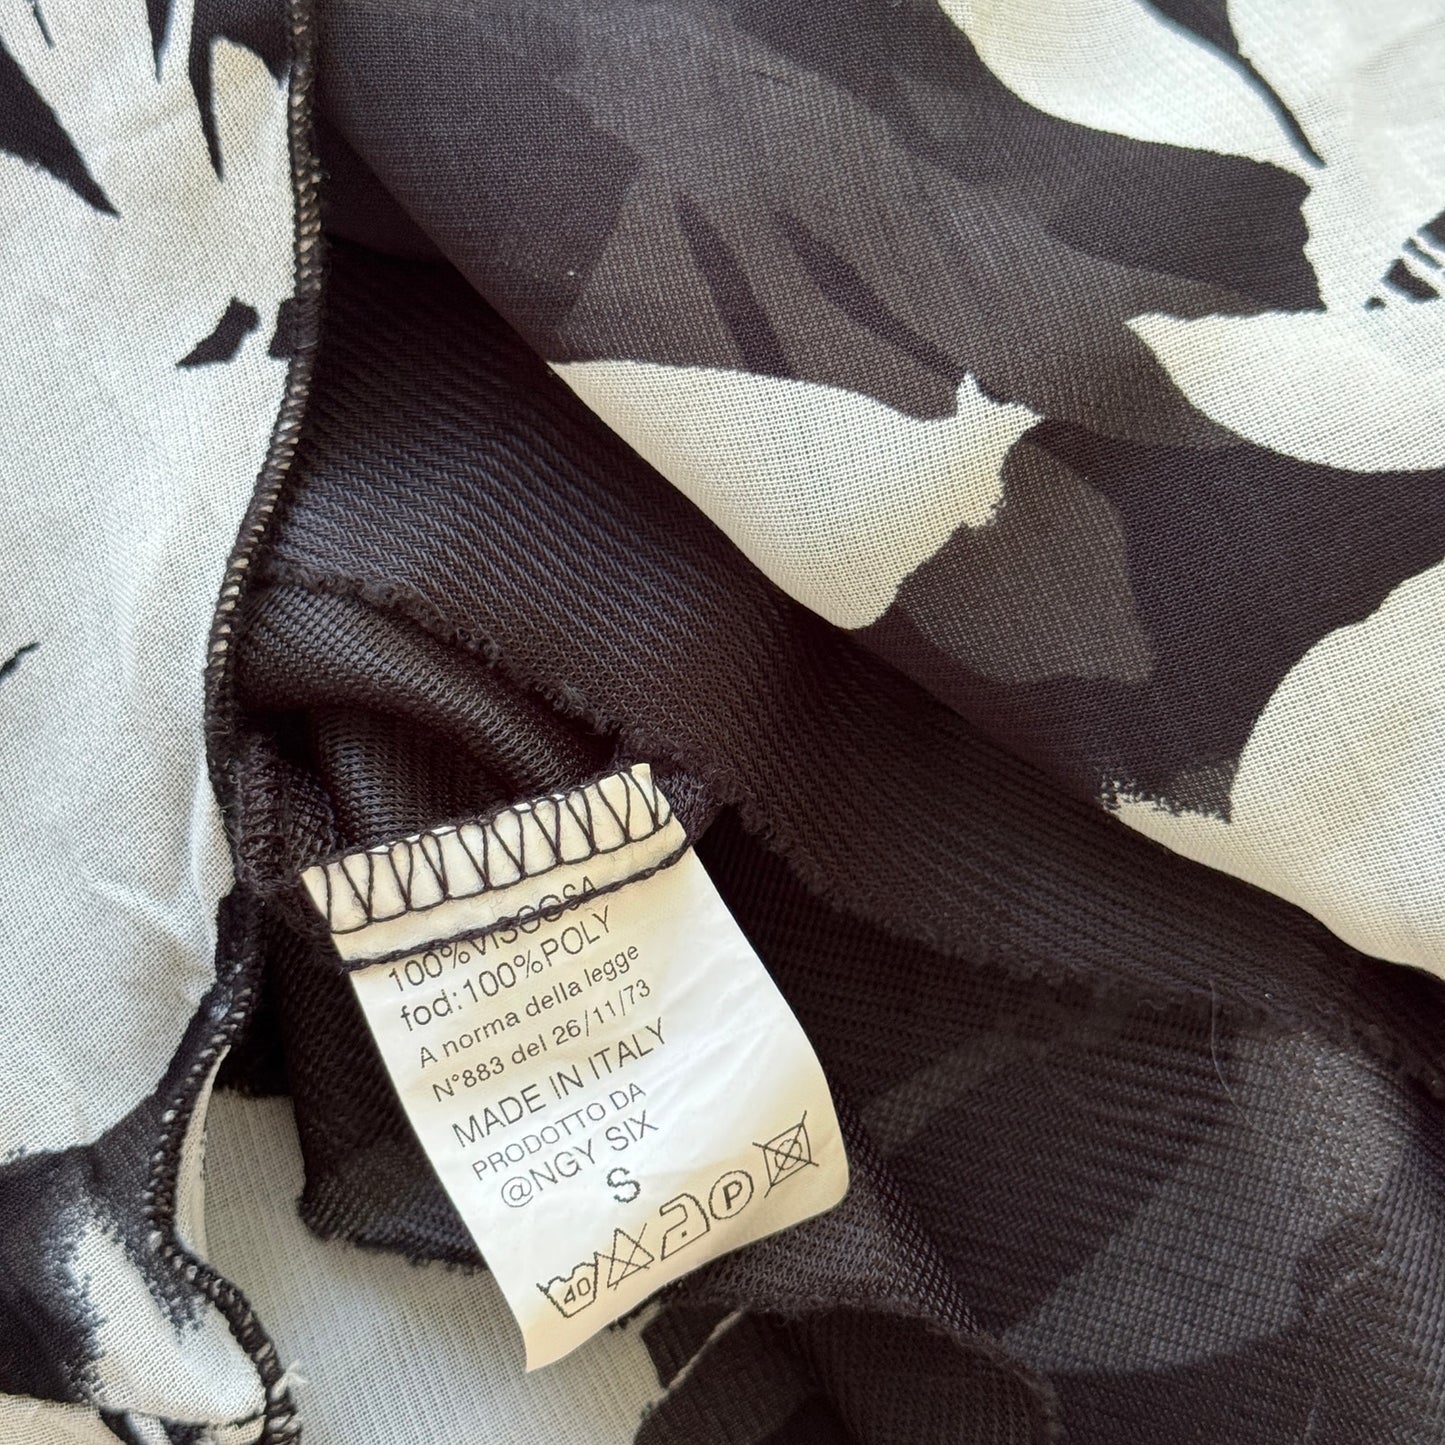 100%VISCOSA
fod:100%POLY
A norma della legge
N°883 del 26/11/73
MADE IN ITALY
PRODOTTO DA
@NGY SIX
S
40 P